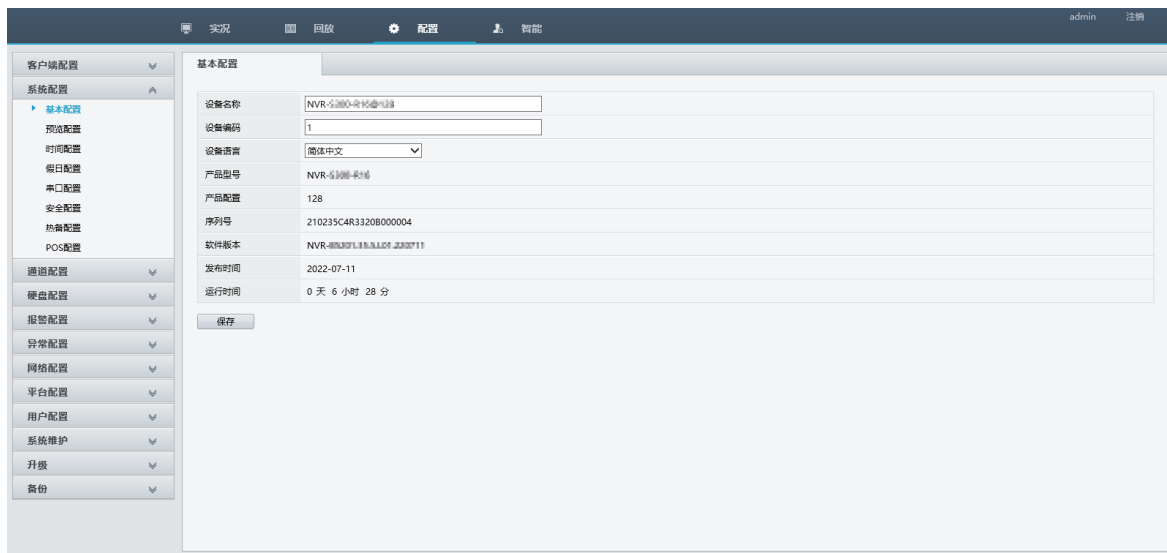 admin 注销
实况 回放 配置 智能
客户端配置
系统配置
基本配置
预览配置
时间配置
假日配置
串口配置
安全配置
热备配置
POS配置
通道配置
硬盘配置
报警配置
异常配置
网络配置
平台配置
用户配置
系统维护
升级
备份
基本配置
设备名称 NVR-
设备编码 1
设备语言 简体中文
产品型号 NVR-
产品配置 128
序列号 210235C4R3320B000004
软件版本 NVR-
发布时间 2022-07-11
运行时间 0 天 6 小时 28 分
保存